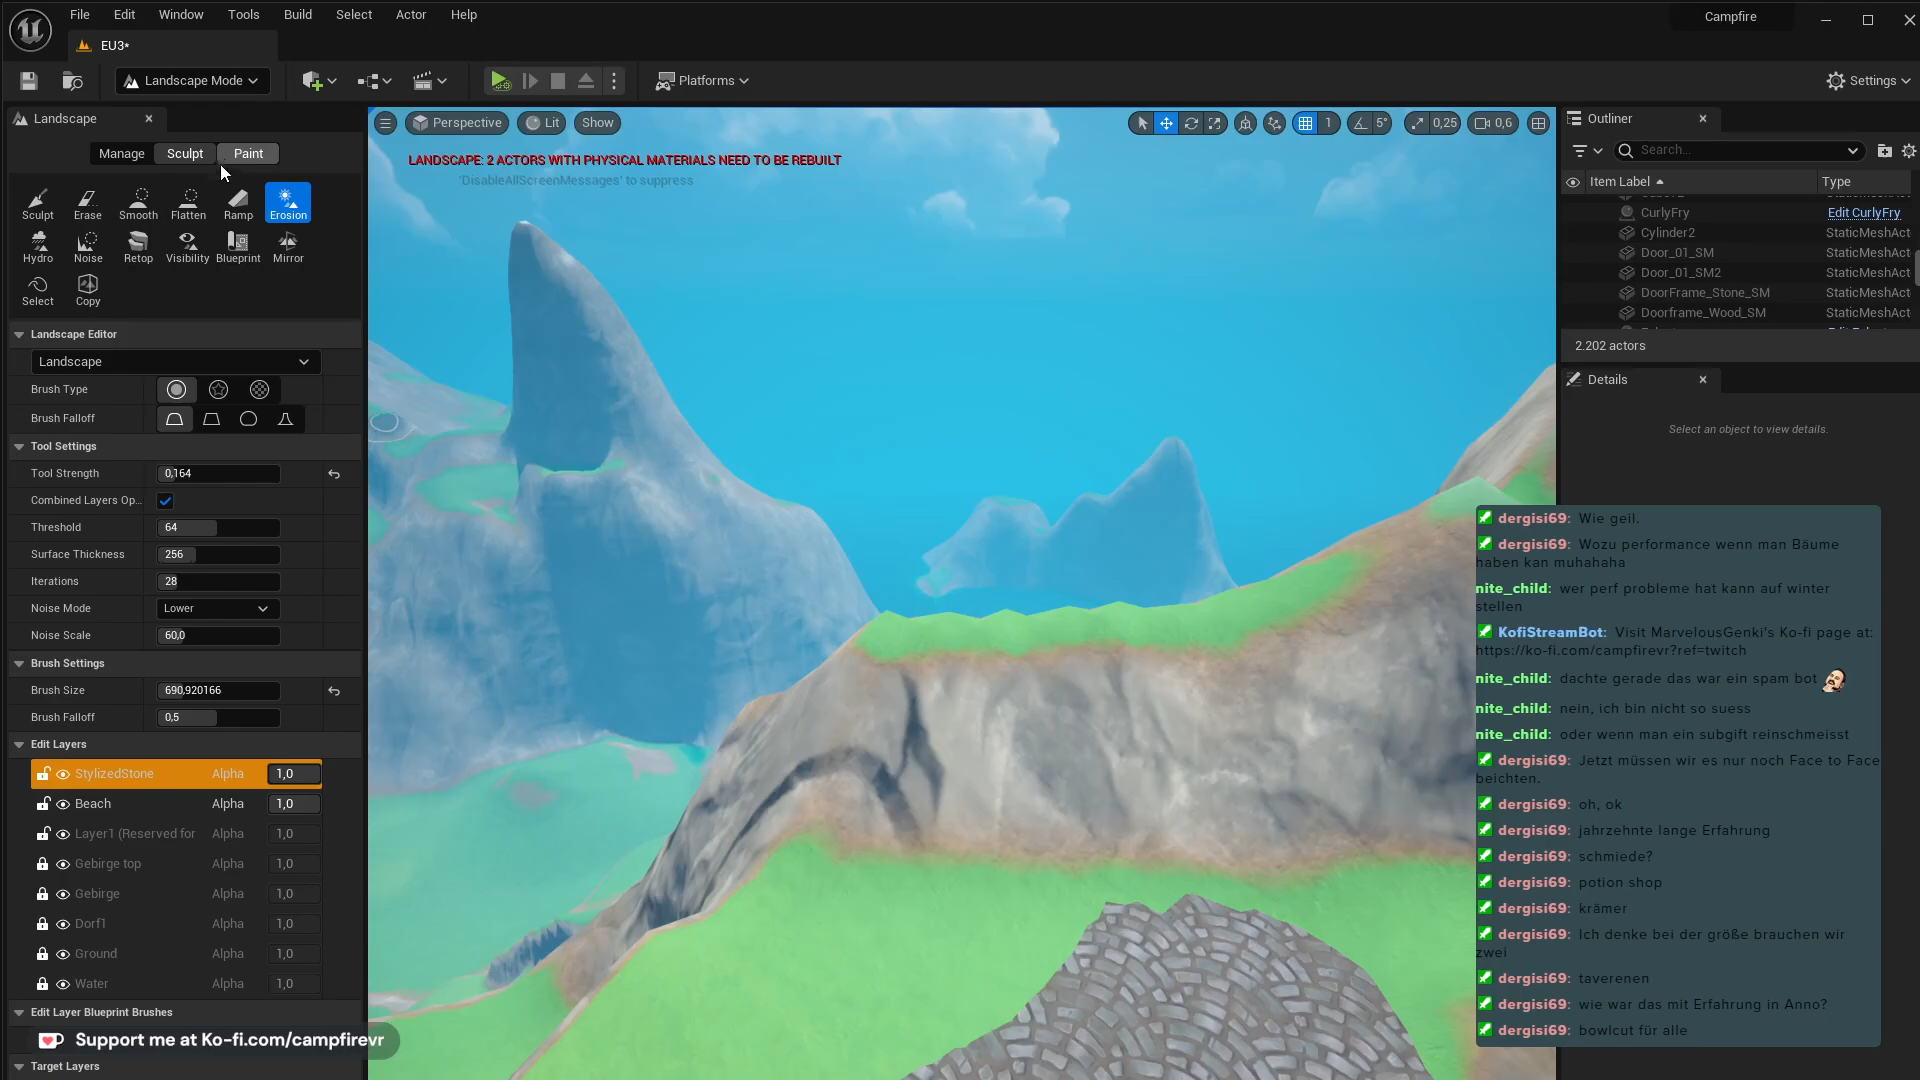 File Edit Window Tools Build Select Actor Help
Campfire
EU3*
Landscape Mode
Platforms
Settings
Landscape
Manage Sculpt Paint
Sculpt Erase Smooth Flatten Ramp Erosion
Hydro Noise Retop Visibility Blueprint Mirror
Select Copy
Landscape Editor
Landscape
Brush Type
Brush Falloff
Tool Settings
Tool Strength 0,164
Combined Layers Op...
Threshold 64
Surface Thickness 256
Iterations 28
Noise Mode Lower
Noise Scale 60,0
Brush Settings
Brush Size 690,920166
Brush Falloff 0,5
Edit Layers
StylizedStone Alpha 1,0
Beach Alpha 1,0
Layer1 (Reserved for Alpha 1,0
Gebirge top Alpha 1,0
Gebirge Alpha 1,0
Dorf1 Alpha 1,0
Ground Alpha 1,0
Water Alpha 1,0
Edit Layer Blueprint Brushes
Support me at Ko-fi.com/campfirevr
Target Layers
Perspective Lit Show
1 5° 0,25 0,6
LANDSCAPE: 2 ACTORS WITH PHYSICAL MATERIALS NEED TO BE REBUILT
'DisableAllScreenMessages' to suppress
Outliner
Search...
Item Label Type
CurlyFry Edit CurlyFry
Cylinder2 StaticMeshAct
Door_01_SM StaticMeshAct
Door_01_SM2 StaticMeshAct
DoorFrame_Stone_SM StaticMeshAct
Doorframe_Wood_SM StaticMeshAct
2.202 actors
Details
Select an object to view details.
dergisi69: Wie geil.
dergisi69: Wozu performance wenn man Bäume
haben kan muhahaha
nite_child: wer perf probleme hat kann auf winter
stellen
KofiStreamBot: Visit MarvelousGenki's Ko-fi page at:
https://ko-fi.com/campfirevr?ref=twitch
nite_child: dachte gerade das war ein spam bot
nite_child: nein, ich bin nicht so suess
nite_child: oder wenn man ein subgift reinschmeisst
dergisi69: Jetzt müssen wir es nur noch Face to Face
beichten.
dergisi69: oh, ok
dergisi69: jahrzehnte lange Erfahrung
dergisi69: schmiede?
dergisi69: potion shop
dergisi69: krämer
dergisi69: Ich denke bei der größe brauchen wir
zwei
dergisi69: taverenen
dergisi69: wie war das mit Erfahrung in Anno?
dergisi69: bowlcut für alle